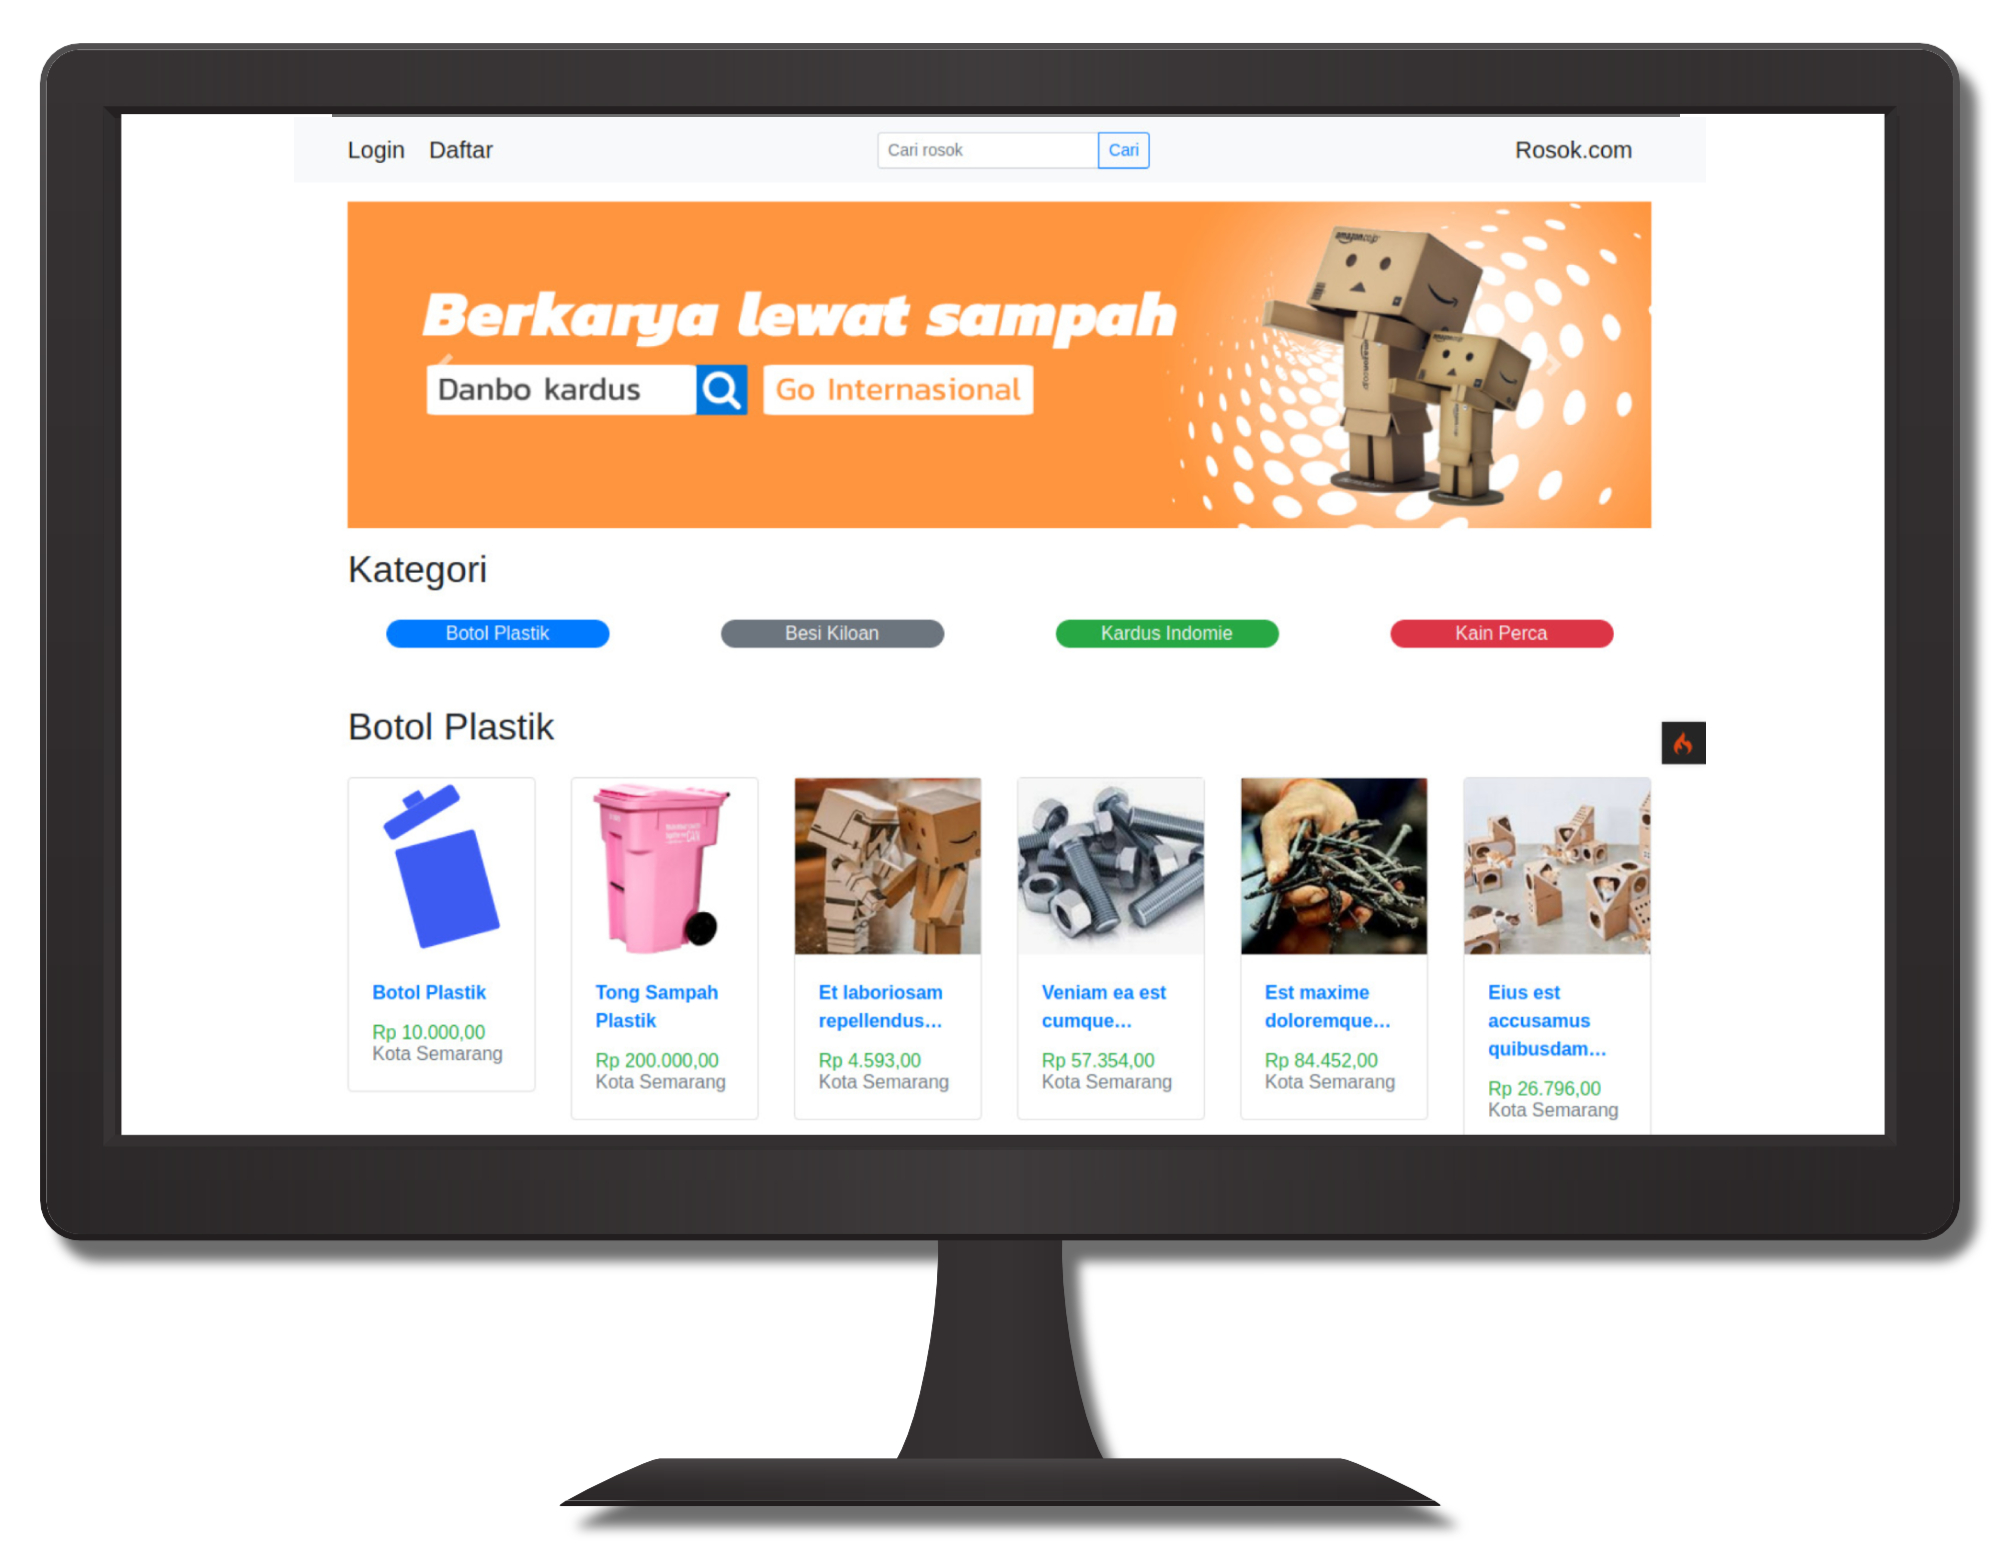 Login Daftar Cari rosok Cari Rosok.com
amazon.co.jp
Berkarya lewat sampah
Danbo kardus Go Internasional
Kategori
Botol Plastik Besi Kiloan Kardus Indomie Kain Perca
Botol Plastik
Botol Plastik
Rp 10.000,00
Kota Semarang
Tong Sampah
Plastik
Rp 200.000,00
Kota Semarang
Et laboriosam
repellendus...
Rp 4.593,00
Kota Semarang
Veniam ea est
cumque...
Rp 57.354,00
Kota Semarang
Est maxime
doloremque...
Rp 84.452,00
Kota Semarang
Eius est
accusamus
quibusdam...
Rp 26.796,00
Kota Semarang